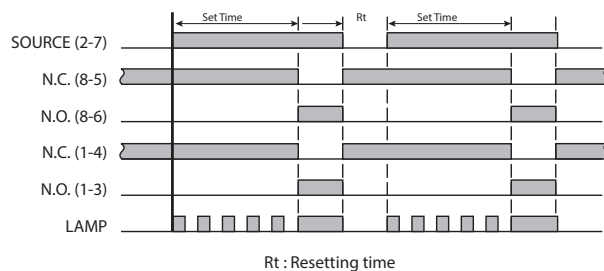 Set Time Rt Set Time
SOURCE (2-7)
N.C. (8-5)
N.O. (8-6)
N.C. (1-4)
N.O. (1-3)
LAMP
Rt : Resetting time